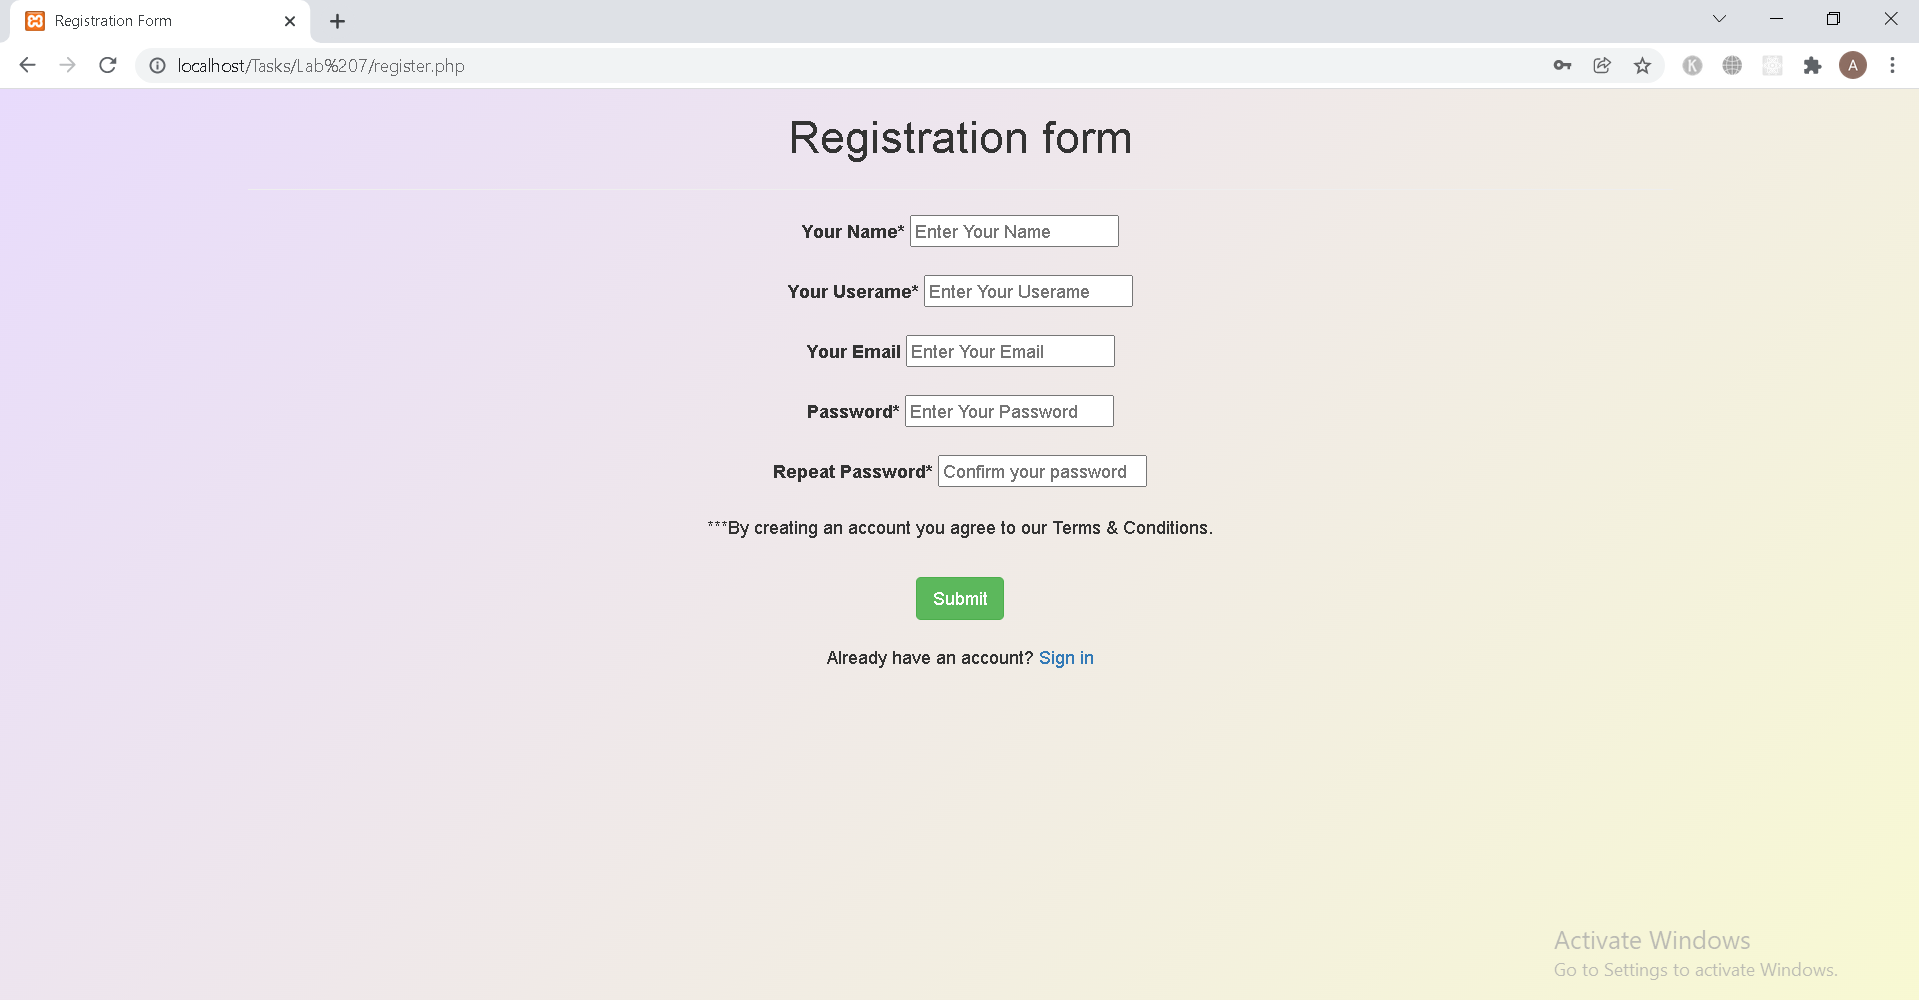 Registration Form
localhost/Tasks/Lab%207/register.php
K
A
Registration form
Your Name* Enter Your Name
Your Userame* Enter Your Userame
Your Email Enter Your Email
Password* Enter Your Password
Repeat Password* Confirm your password
***By creating an account you agree to our Terms & Conditions.
Submit
Already have an account? Sign in
Activate Windows
Go to Settings to activate Windows.